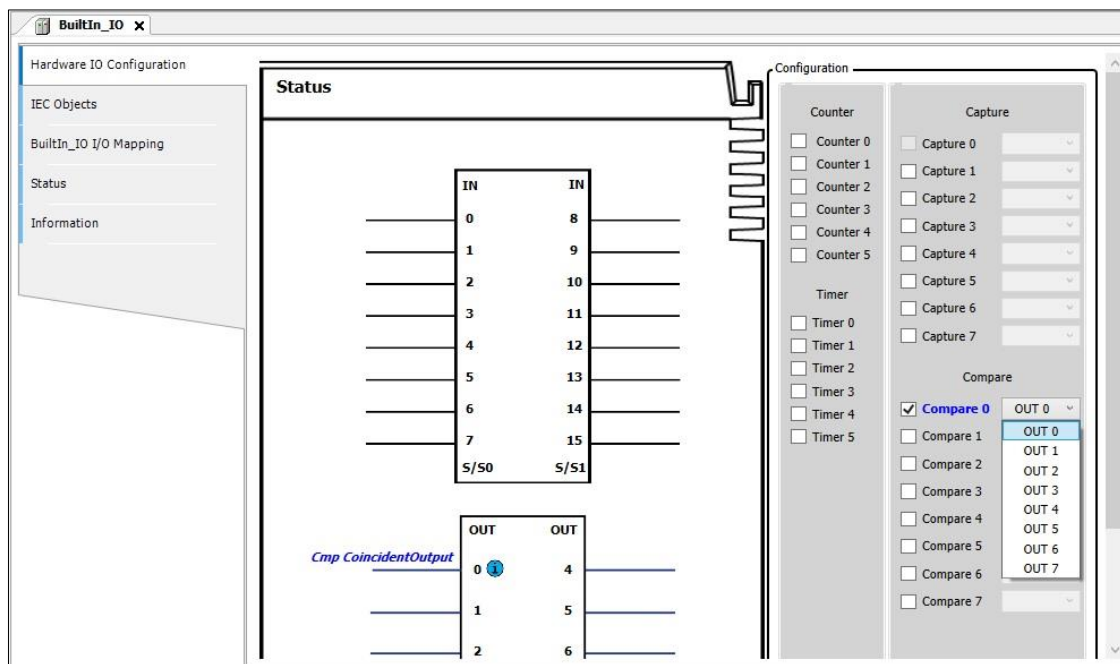 BuiltIn_IO X
Hardware IO Configuration
IEC Objects
BuiltIn_IO I/O Mapping
Status
Information
Status
IN IN
0 8
1 9
2 10
3 11
4 12
5 13
6 14
7 15
S/S0 S/S1
OUT OUT
Cmp CoincidentOutput
0 i 4
1 5
2 6
Configuration
Counter
Counter 0
Counter 1
Counter 2
Counter 3
Counter 4
Counter 5
Timer
Timer 0
Timer 1
Timer 2
Timer 3
Timer 4
Timer 5
Capture
Capture 0
Capture 1
Capture 2
Capture 3
Capture 4
Capture 5
Capture 6
Capture 7
Compare
Compare 0 OUT 0
Compare 1
Compare 2
Compare 3
Compare 4
Compare 5
Compare 6
Compare 7
OUT 0
OUT 1
OUT 2
OUT 3
OUT 4
OUT 5
OUT 6
OUT 7